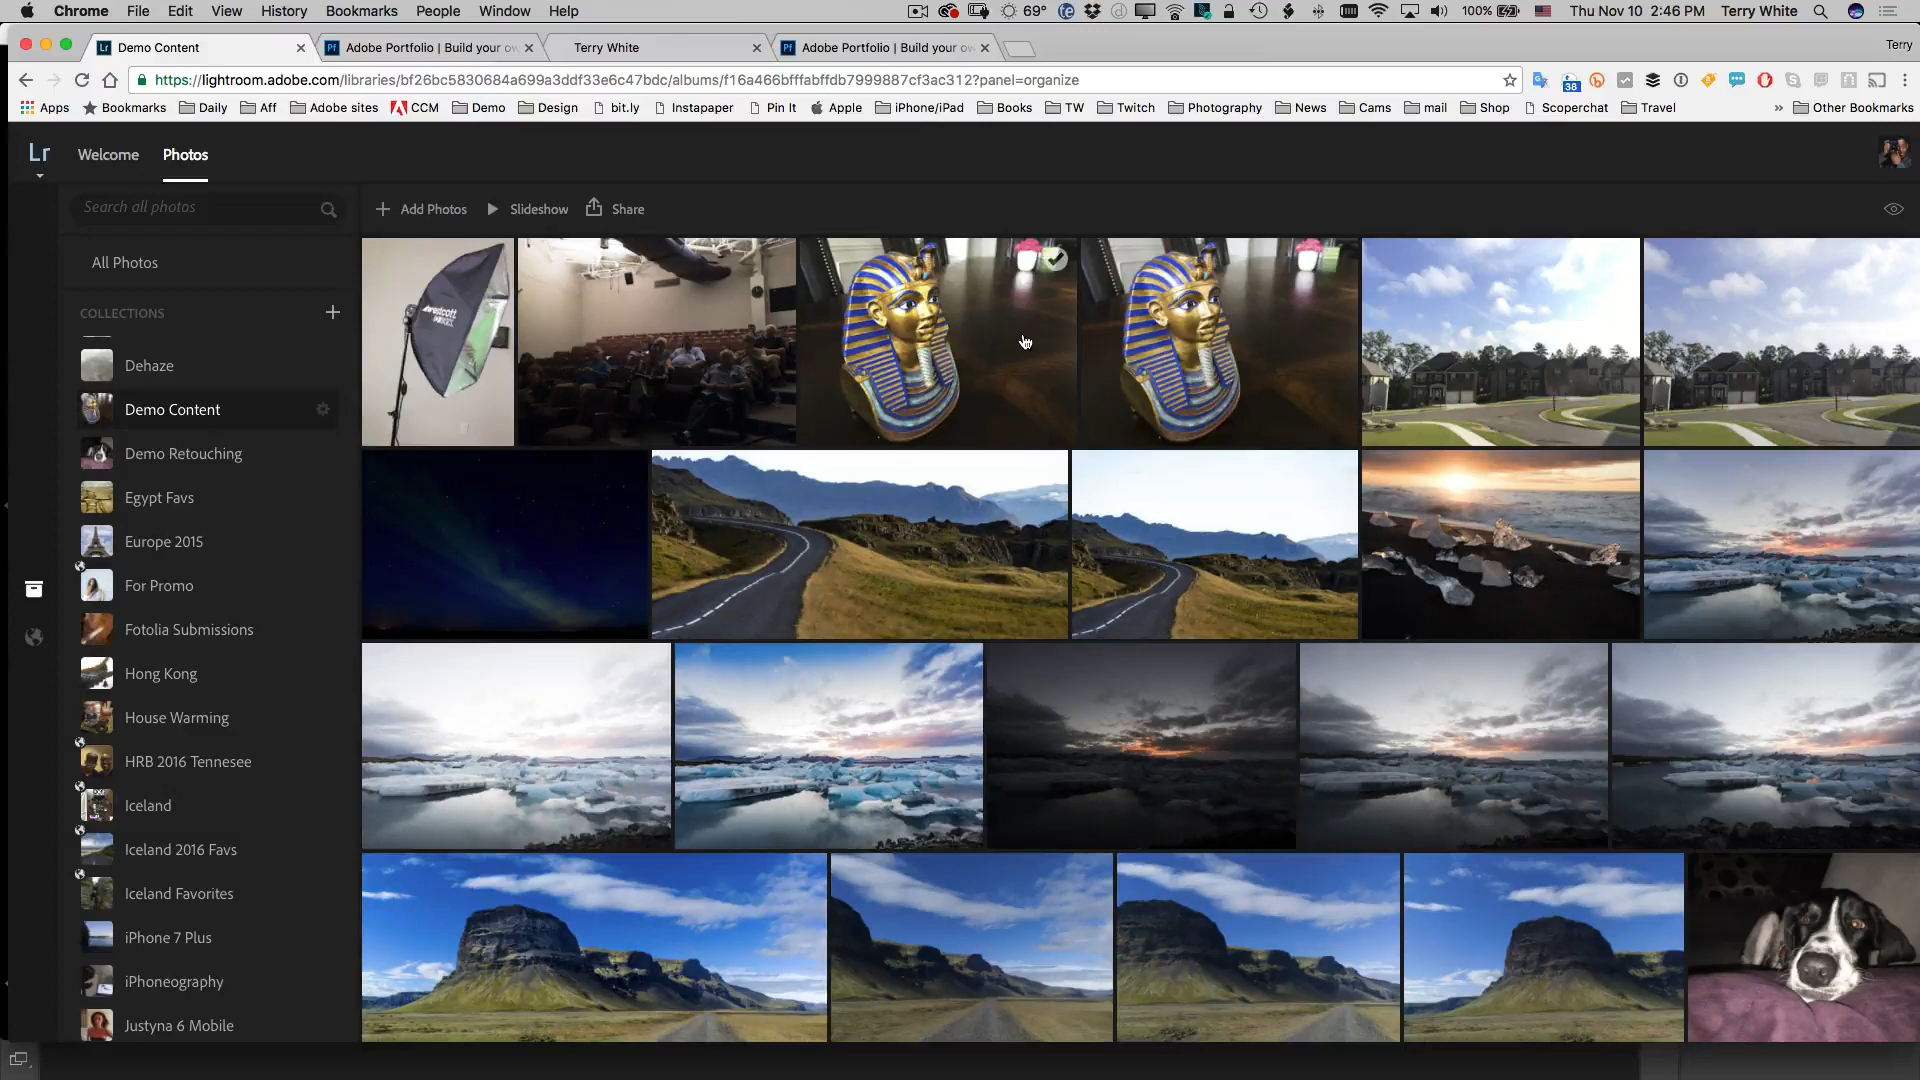 Chrome File Edit View History Bookmarks People Window Help
69° 100% Thu Nov 10 2:46 PM Terry White
Demo Content
Adobe Portfolio | Build your ow
Terry White
Adobe Portfolio | Build your ow
Terry
https://lightroom.adobe.com/libraries/bf26bc5830684a699a3ddf33e6c47bdc/albums/f16a466bfffabffdb7999887cf3ac312?panel=organize
38
Apps Bookmarks Daily Aff Adobe sites CCM Demo Design bit.ly Instapaper Pin It Apple iPhone/iPad Books TW Twitch Photography News Cams mail Shop Scoperchat Travel » Other Bookmarks
Lr Welcome Photos
Search all photos
Add Photos Slideshow Share
All Photos
COLLECTIONS
Dehaze
Demo Content
Demo Retouching
Egypt Favs
Europe 2015
For Promo
Fotolia Submissions
Hong Kong
House Warming
HRB 2016 Tennesee
Iceland
Iceland 2016 Favs
Iceland Favorites
iPhone 7 Plus
iPhoneography
Justyna 6 Mobile